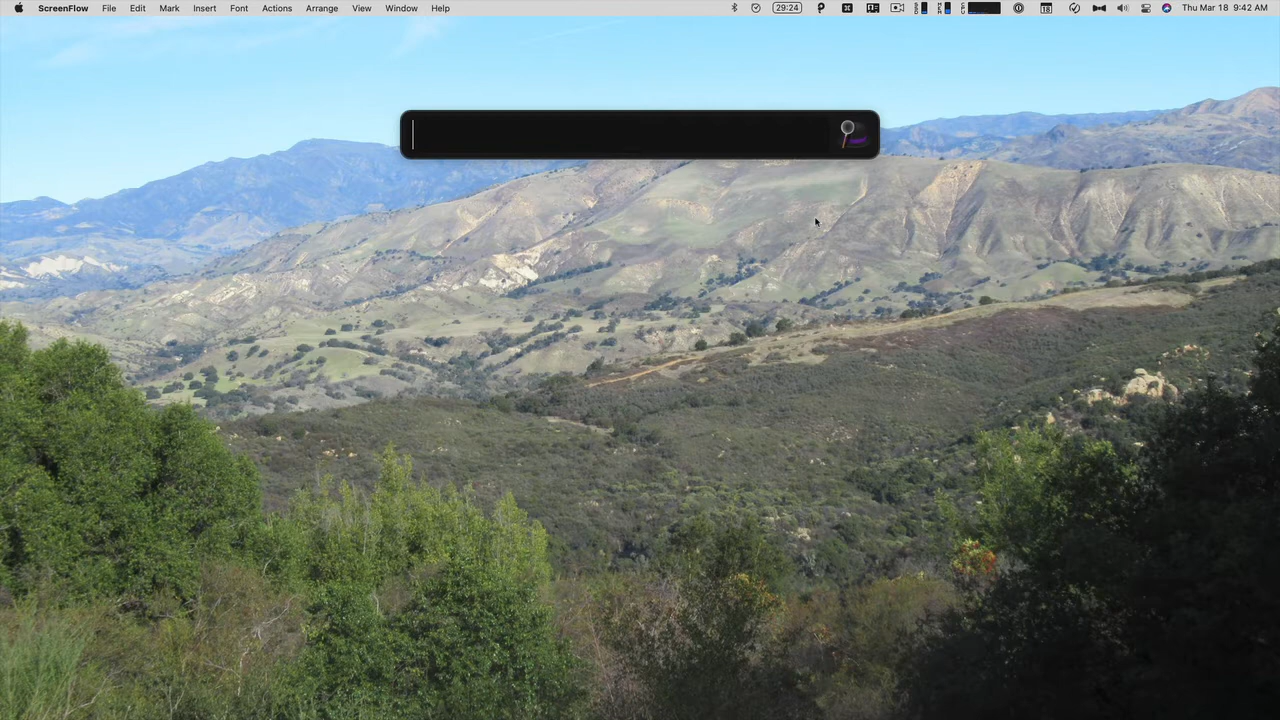 ScreenFlow File Edit Mark Insert Font Actions Arrange View Window Help 29:24 18 Thu Mar 18 9:42 AM